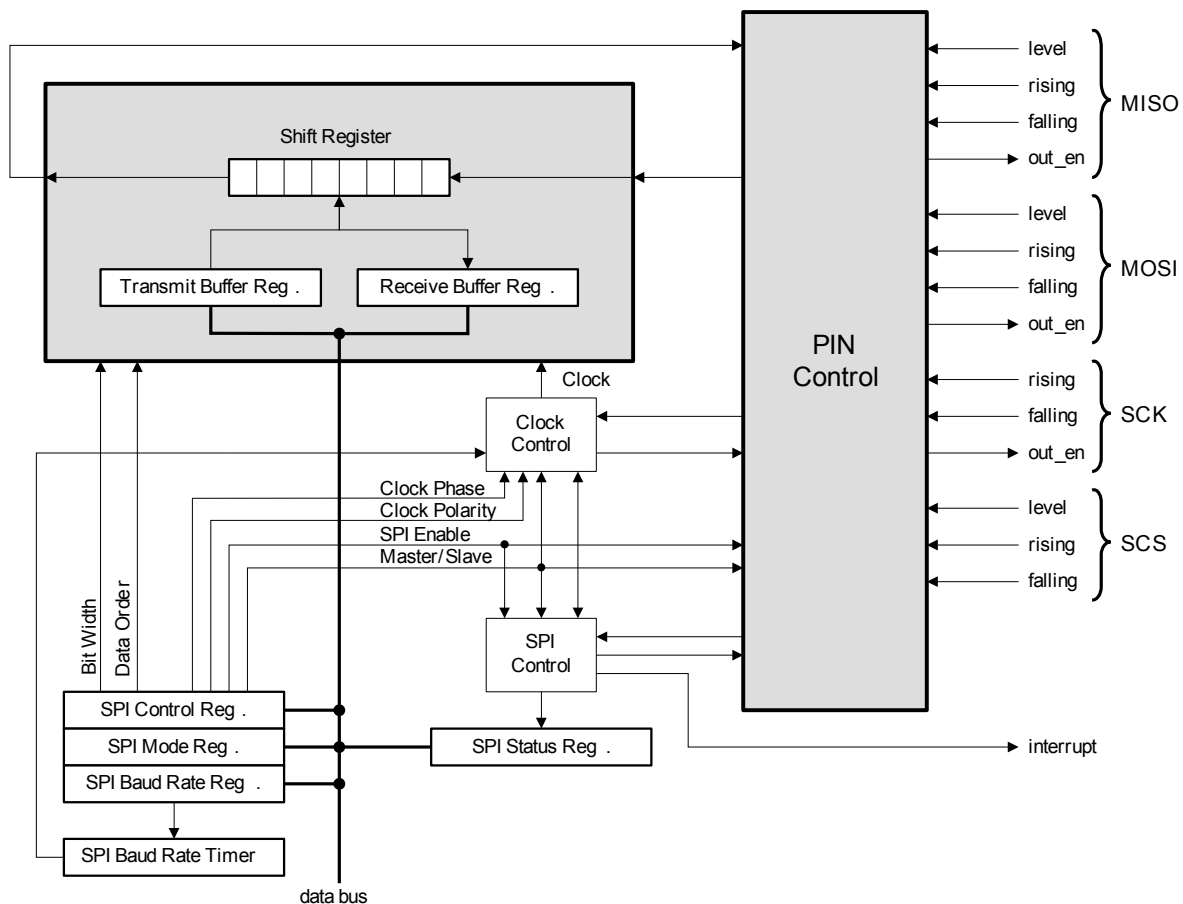 Shift Register
Transmit Buffer Reg .
Receive Buffer Reg .
PIN
Control
level
rising
falling
out_en
MISO
level
rising
falling
out_en
MOSI
rising
falling
out_en
SCK
level
rising
falling
SCS
Clock
Clock
Control
Clock Phase
Clock Polarity
SPI Enable
Master/Slave
Bit Width
Data Order
SPI
Control
SPI Control Reg .
SPI Mode Reg .
SPI Baud Rate Reg .
SPI Status Reg .
interrupt
SPI Baud Rate Timer
data bus